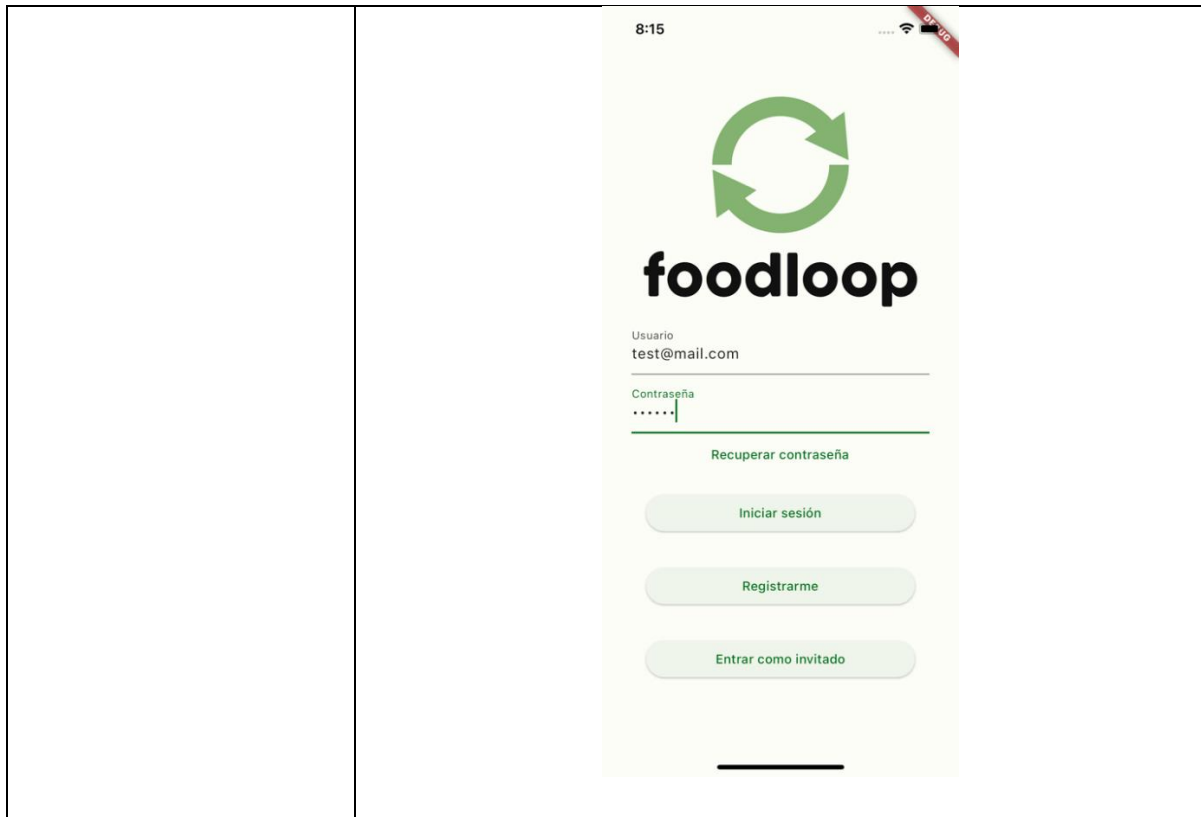 8:15
DEBUG
foodloop
Usuario
test@mail.com
Contraseña
••••••
Recuperar contraseña
Iniciar sesión
Registrarme
Entrar como invitado